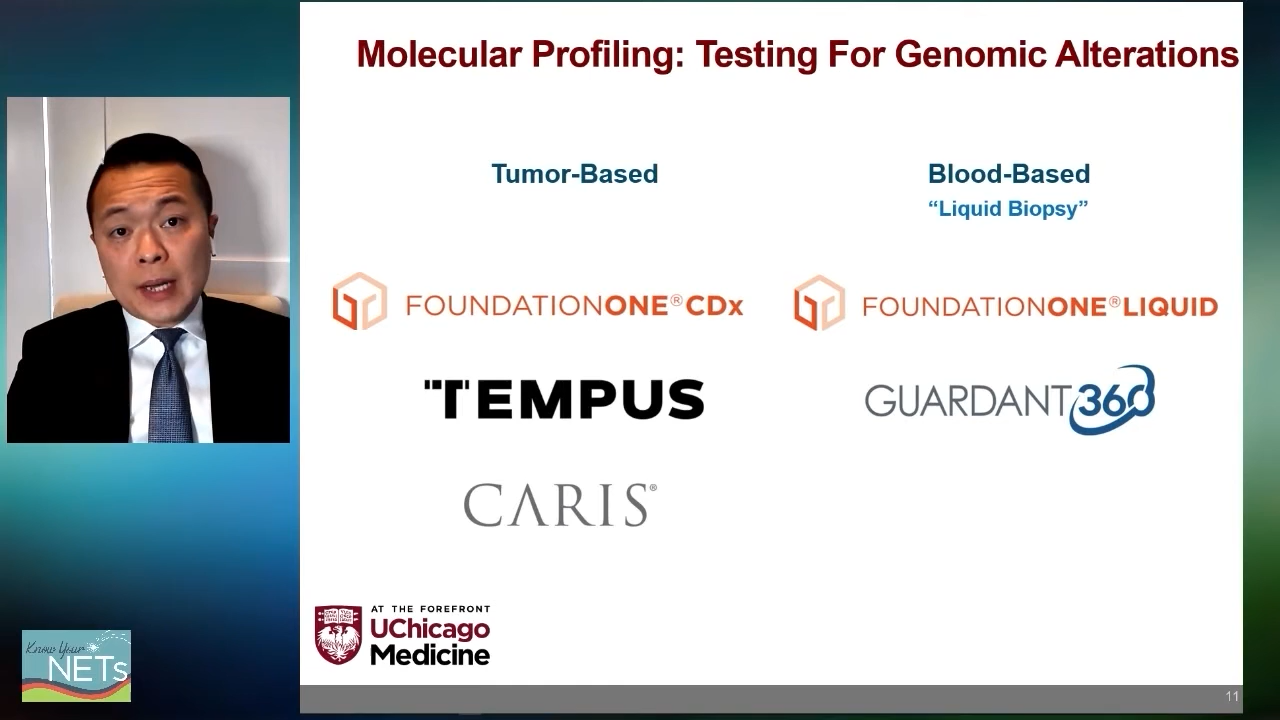 Molecular Profiling: Testing For Genomic Alterations
Tumor-Based
Blood-Based
“Liquid Biopsy”
FOUNDATIONONE®CDx
FOUNDATIONONE®LIQUID
TEMPUS
GUARDANT360
CARIS®
AT THE FOREFRONT
UChicago
Medicine
Know Your
NETs
11